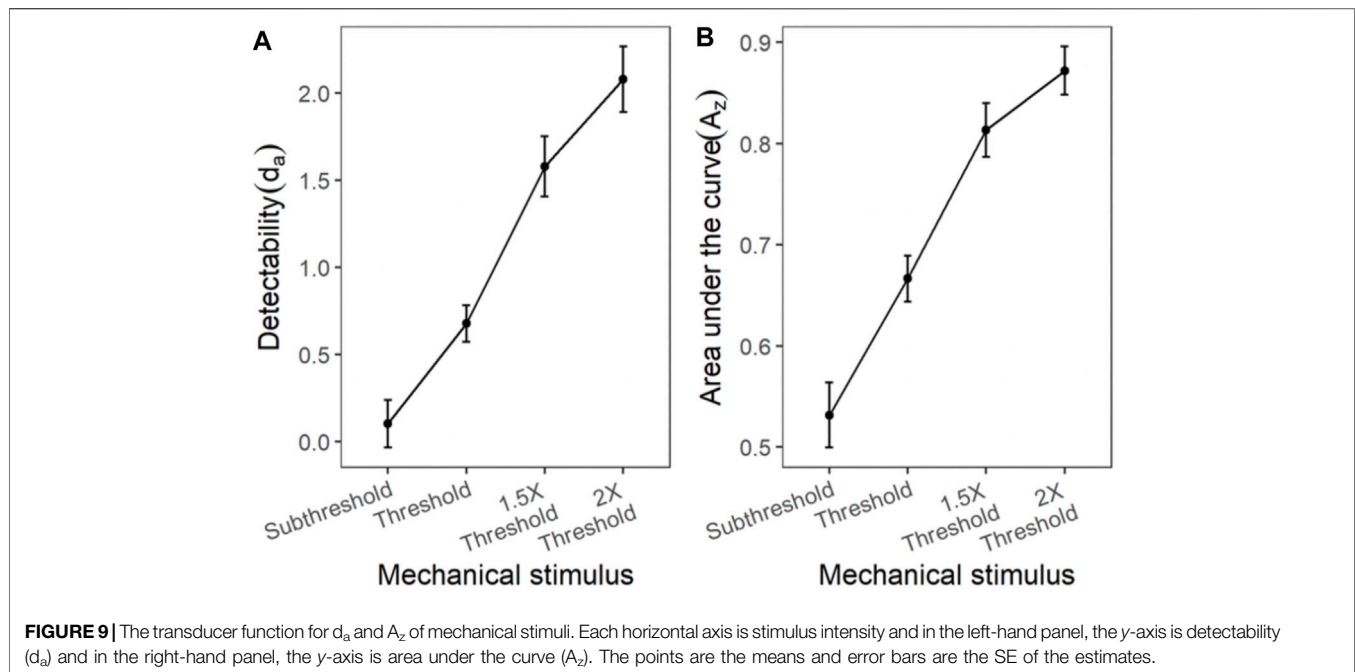 A
Detectability(da)
2.0
1.5
1.0
0.5
0.0
Subthreshold
Threshold
1.5X
Threshold
2X
Threshold
Mechanical stimulus
B
Area under the curve(Az)
0.9
0.8
0.7
0.6
0.5
Subthreshold
Threshold
1.5X
Threshold
2X
Threshold
Mechanical stimulus
FIGURE 9 | The transducer function for da and Az of mechanical stimuli. Each horizontal axis is stimulus intensity and in the left-hand panel, the y-axis is detectability
(da) and in the right-hand panel, the y-axis is area under the curve (Az). The points are the means and error bars are the SE of the estimates.